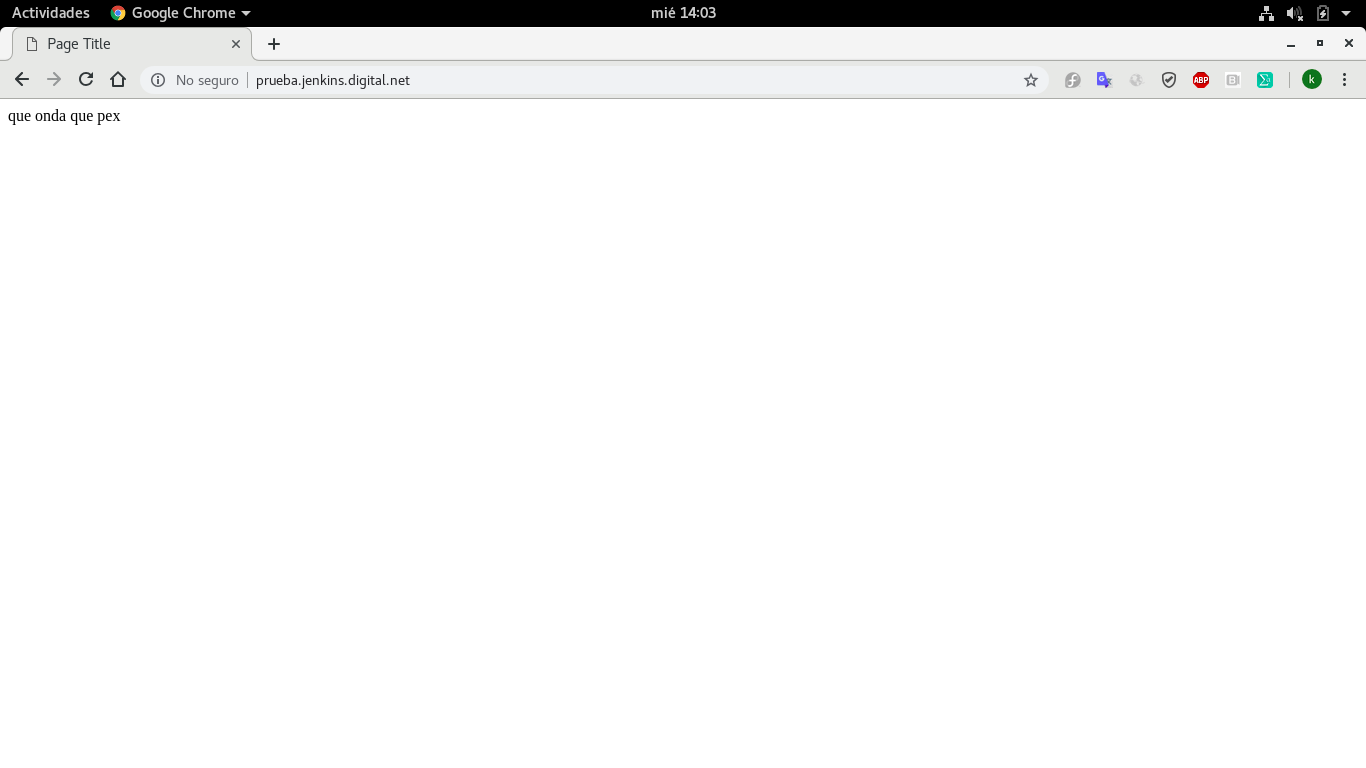 Actividades Google Chrome mié 14:03
Page Title
No seguro prueba.jenkins.digital.net ABP k
que onda que pex